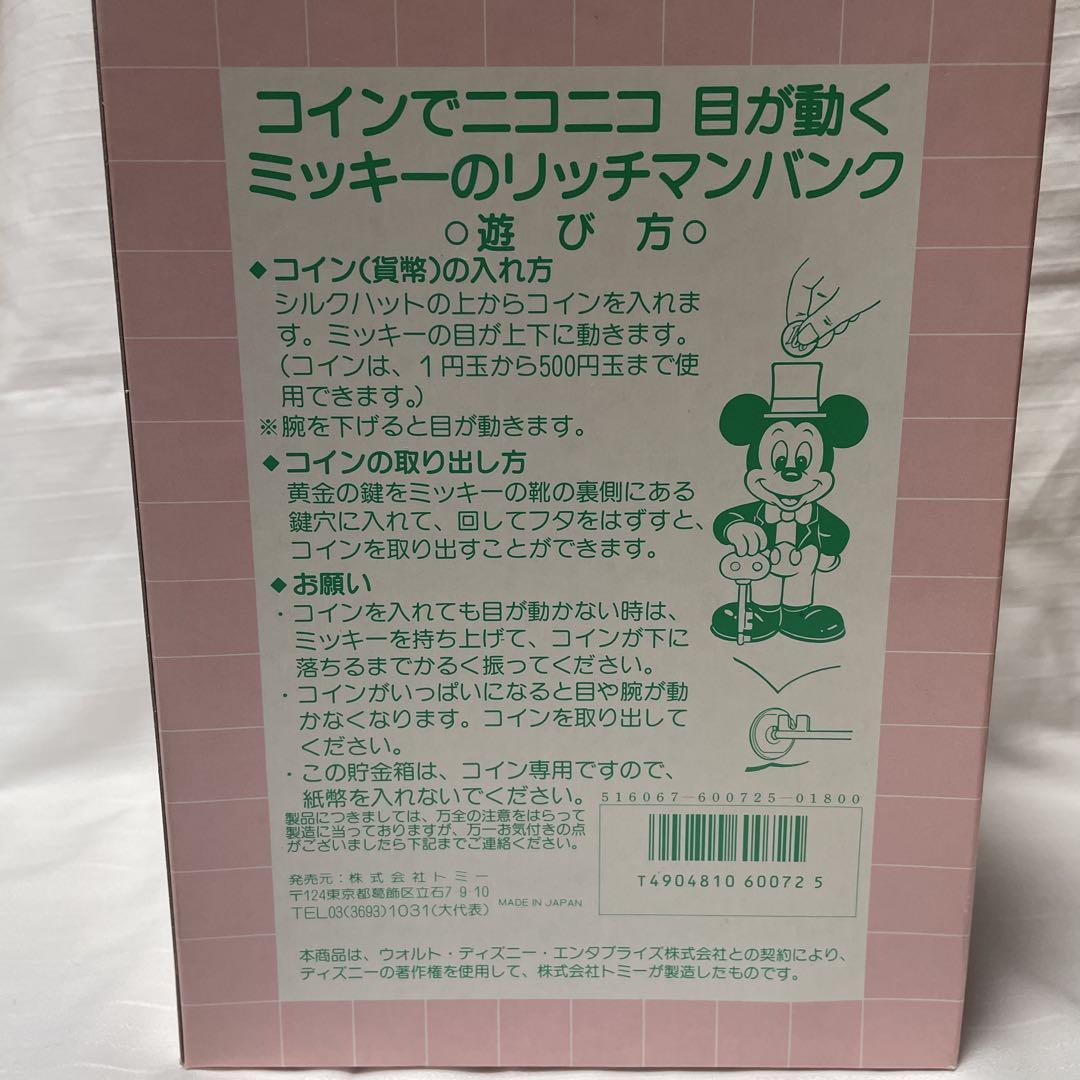 コインでニコニコ 目が動く
ミッキーのリッチマンバンク
○遊び方○
◆コイン(貨幣)の入れ方
シルクハットの上からコインを入れま
す。ミッキーの目が上下に動きます。
(コインは、1円玉から500円玉まで使
用できます。)
※腕を下げると目が動きます。
◆コインの取り出し方
黄金の鍵をミッキーの靴の裏側にある
鍵穴に入れて、回してフタをはずすと、
コインを取り出すことができます。
◆お願い
・コインを入れても目が動かない時は、
ミッキーを持ち上げて、コインが下に
落ちるまでかるく振ってください。
・コインがいっぱいになると目や腕が動
かなくなります。コインを取り出して
ください。
・この貯金箱は、コイン専用ですので、
紙幣を入れないでください。
製品につきましては、万全の注意をはらって
製造に当っておりますが、万一お気付きの点
がございましたら下記までご連絡ください。
発売元:株式会社トミー
〒124東京都葛飾区立石7-9-10
TEL03(3693)1031(大代表)
MADE IN JAPAN
516067-600725-01800
T4904810600725
本商品は、ウォルト・ディズニー・エンタプライズ株式会社との契約により、
ディズニーの著作権を使用して、株式会社トミーが製造したものです。